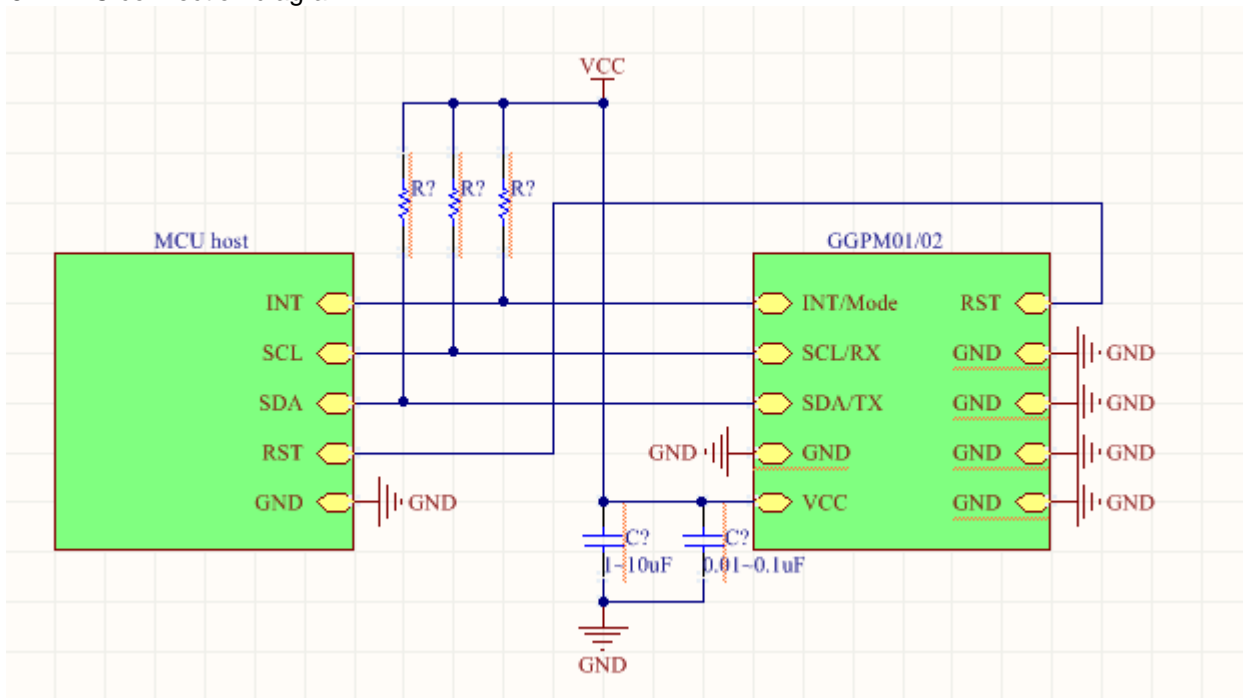 VCC
R? R? R?
MCU host
GGPM01/02
INT
INT/Mode
RST
SCL
SCL/RX
GND
GND
SDA
SDA/TX
GND
GND
RST
GND
GND
GND
GND
GND
GND
VCC
GND
GND
C?
1~10uF
C?
0.01~0.1uF
GND